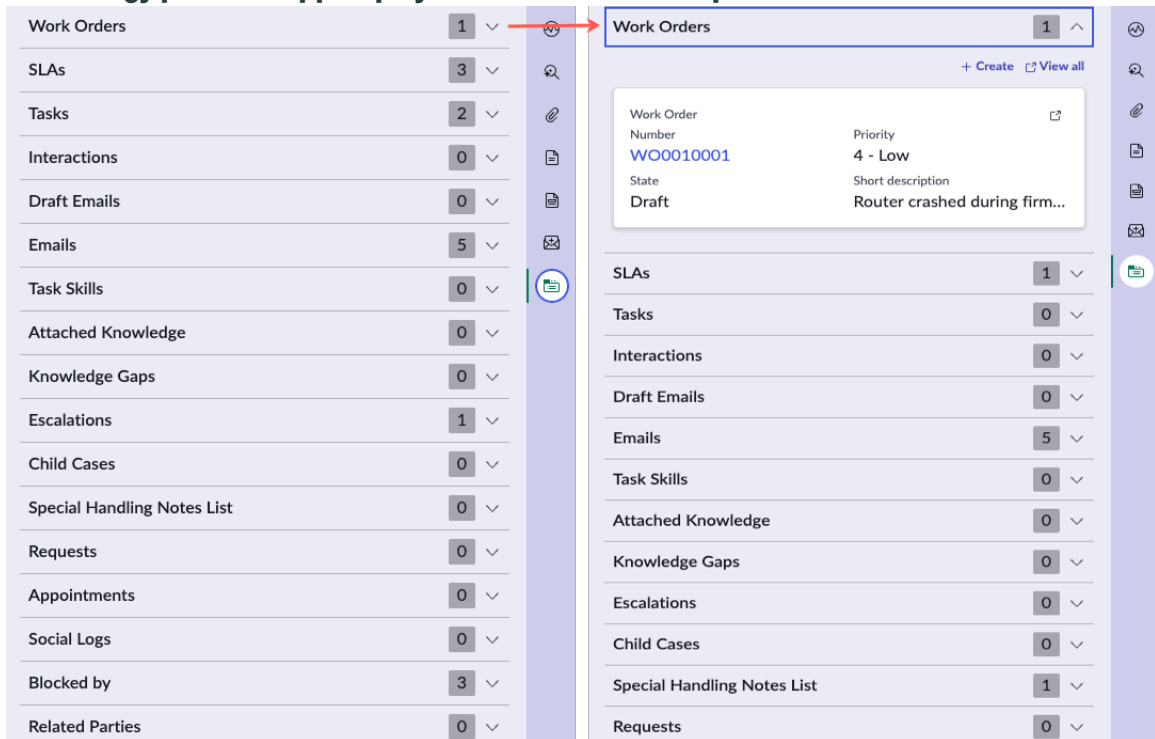 Work Orders 1
SLAs 3
Tasks 2
Interactions 0
Draft Emails 0
Emails 5
Task Skills 0
Attached Knowledge 0
Knowledge Gaps 0
Escalations 1
Child Cases 0
Special Handling Notes List 0
Requests 0
Appointments 0
Social Logs 0
Blocked by 3
Related Parties 0
Work Orders 1
+ Create View all
Work Order
Number Priority
WO0010001 4 - Low
State Short description
Draft Router crashed during firm...
SLAs 1
Tasks 0
Interactions 0
Draft Emails 0
Emails 5
Task Skills 0
Attached Knowledge 0
Knowledge Gaps 0
Escalations 0
Child Cases 0
Special Handling Notes List 1
Requests 0